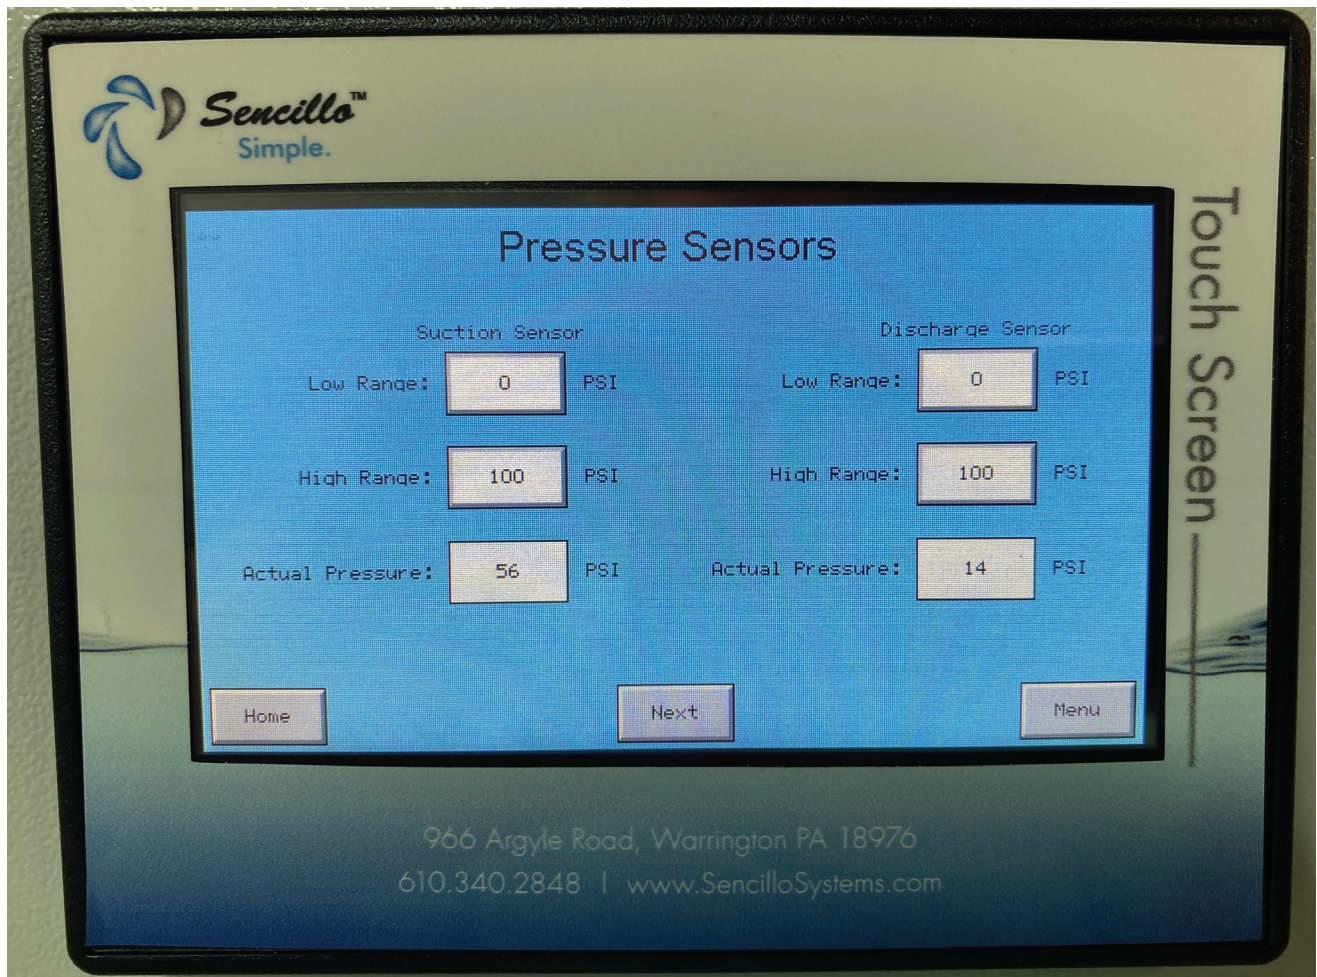 Sencillo™
Simple.
Touch Screen
Pressure Sensors
Suction Sensor
Low Range: 0 PSI
High Range: 100 PSI
Actual Pressure: 56 PSI
Discharge Sensor
Low Range: 0 PSI
High Range: 100 PSI
Actual Pressure: 14 PSI
Home
Next
Menu
966 Argyle Road, Warrington PA 18976
610.340.2848 | www.SencilloSystems.com